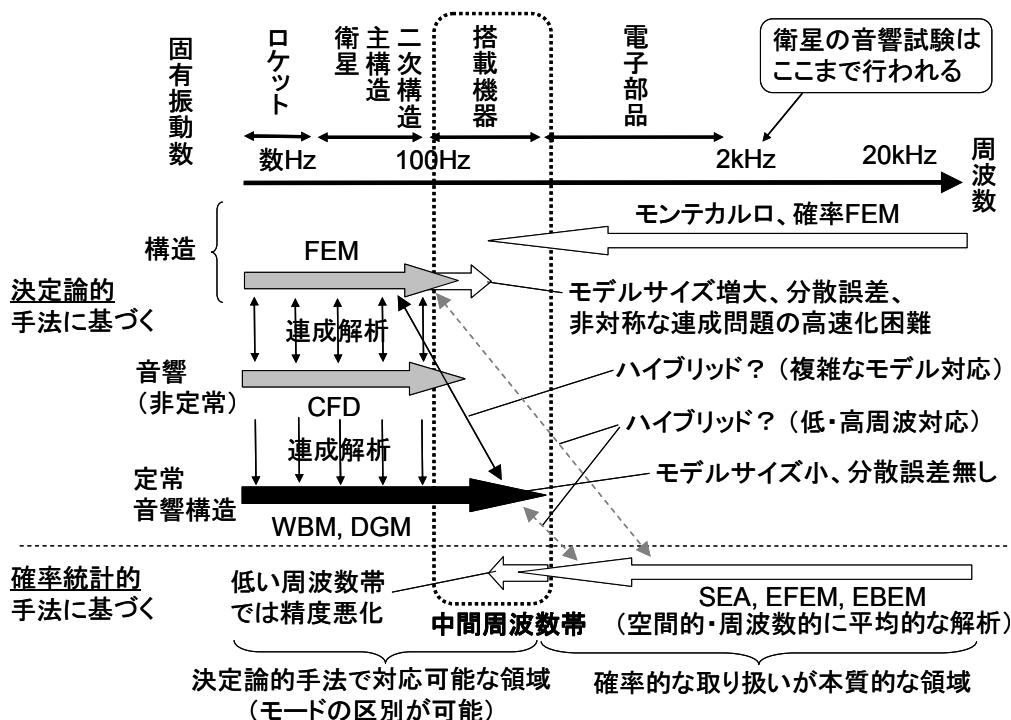 固有振動数
ロケット
衛星
主構造
二次構造
搭載機器
電子部品
衛星の音響試験は
ここまで行われる
数Hz
100Hz
2kHz
20kHz
周波数
モンテカルロ、確率FEM
構造
FEM
決定論的
手法に基づく
モデルサイズ増大、分散誤差、
非対称な連成問題の高速化困難
連成解析
音響
(非定常)
CFD
ハイブリッド？(複雑なモデル対応)
連成解析
ハイブリッド？(低・高周波対応)
定常
音響構造
モデルサイズ小、分散誤差無し
WBM, DGM
確率統計的
手法に基づく
低い周波数帯
では精度悪化
中間周波数帯
SEA, EFEM, EBEM
(空間的・周波数的に平均的な解析)
決定論的手法で対応可能な領域
(モードの区別が可能)
確率的な取り扱いが本質的な領域